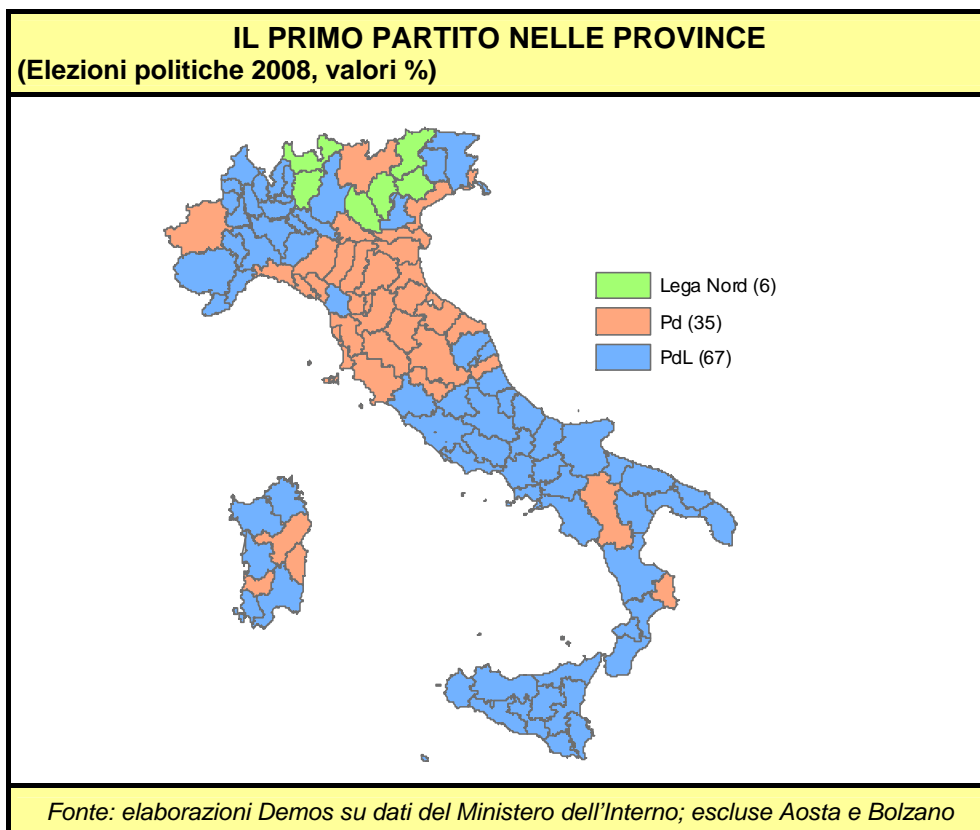 IL PRIMO PARTITO NELLE PROVINCE
(Elezioni politiche 2008, valori %)
Lega Nord (6)
Pd (35)
PdL (67)
Fonte: elaborazioni Demos su dati del Ministero dell'Interno; escluse Aosta e Bolzano